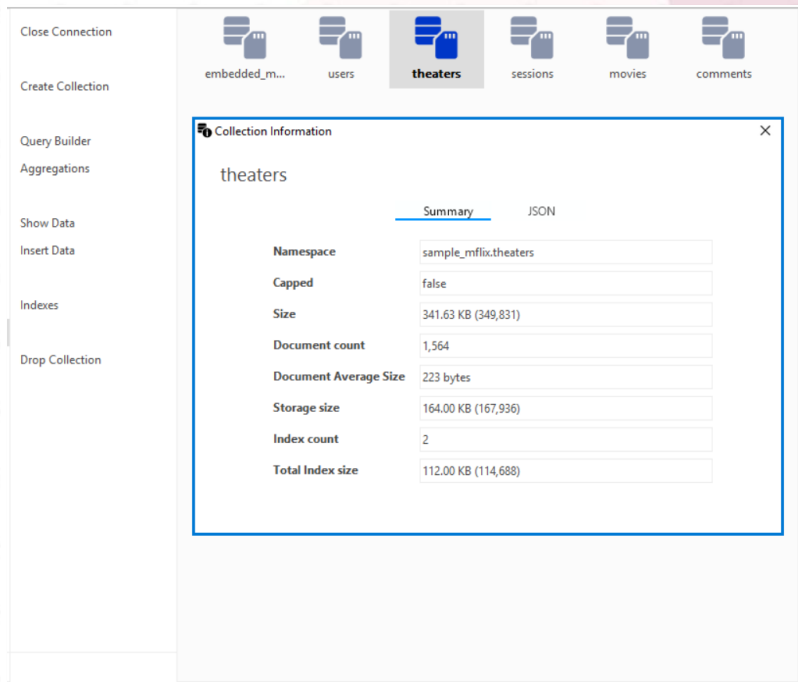 Close Connection
Create Collection
Query Builder
Aggregations
Show Data
Insert Data
Indexes
Drop Collection
embedded_m...
users
theaters
sessions
movies
comments
Collection Information
theaters
Summary JSON
Namespace sample_mflix.theaters
Capped false
Size 341.63 KB (349,831)
Document count 1,564
Document Average Size 223 bytes
Storage size 164.00 KB (167,936)
Index count 2
Total Index size 112.00 KB (114,688)